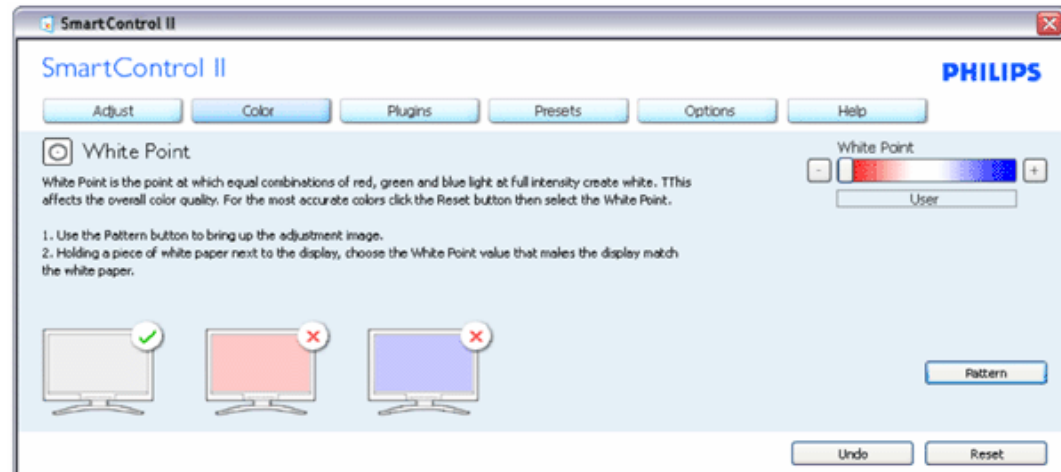 SmartControl II
SmartControl II
PHILIPS
Adjust
Color
Plugins
Presets
Options
Help
White Point
White Point is the point at which equal combinations of red, green and blue light at full intensity create white. TThis
affects the overall color quality. For the most accurate colors click the Reset button then select the White Point.
1. Use the Pattern button to bring up the adjustment image.
2. Holding a piece of white paper next to the display, choose the White Point value that makes the display match
the white paper.
White Point
-
+
User
Pattern
Undo
Reset